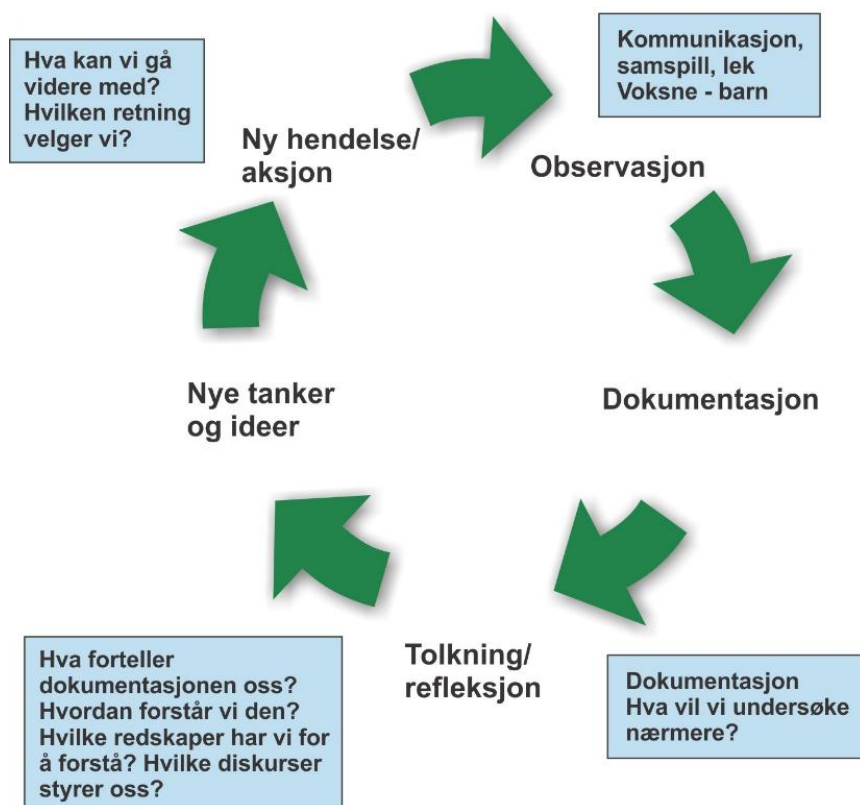 Hva kan vi gå
videre med?
Hvilken retning
velger vi?
Ny hendelse/
aksjon
Kommunikasjon,
samspill, lek
Voksne - barn
Observasjon
Dokumentasjon
Dokumentasjon
Hva vil vi undersøke
nærmere?
Tolkning/
refleksjon
Hva forteller
dokumentasjonen oss?
Hvordan forstår vi den?
Hvilke redskaper har vi for
å forstå? Hvilke diskurser
styrer oss?
Nye tanker
og ideer